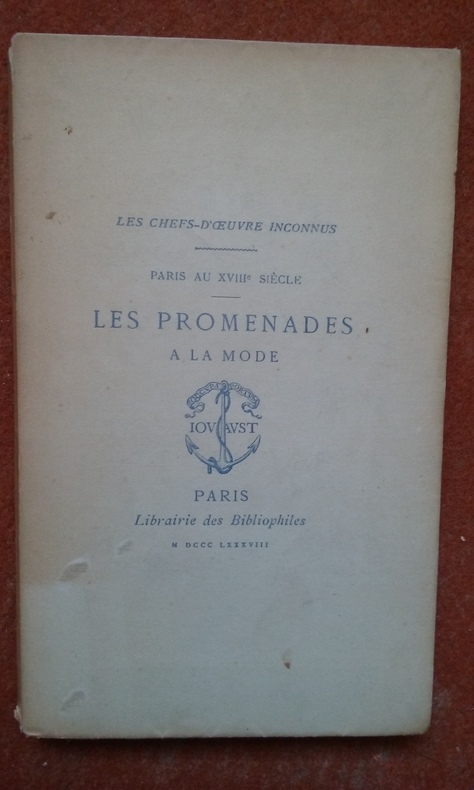 LES CHEFS-D'ŒUVRE INCONNUS
PARIS AU XVIIIᵉ SIÈCLE
LES PROMENADES
A LA MODE
IOVAVST
PARIS
Librairie des Bibliophiles
M DCCC LXXXVIII